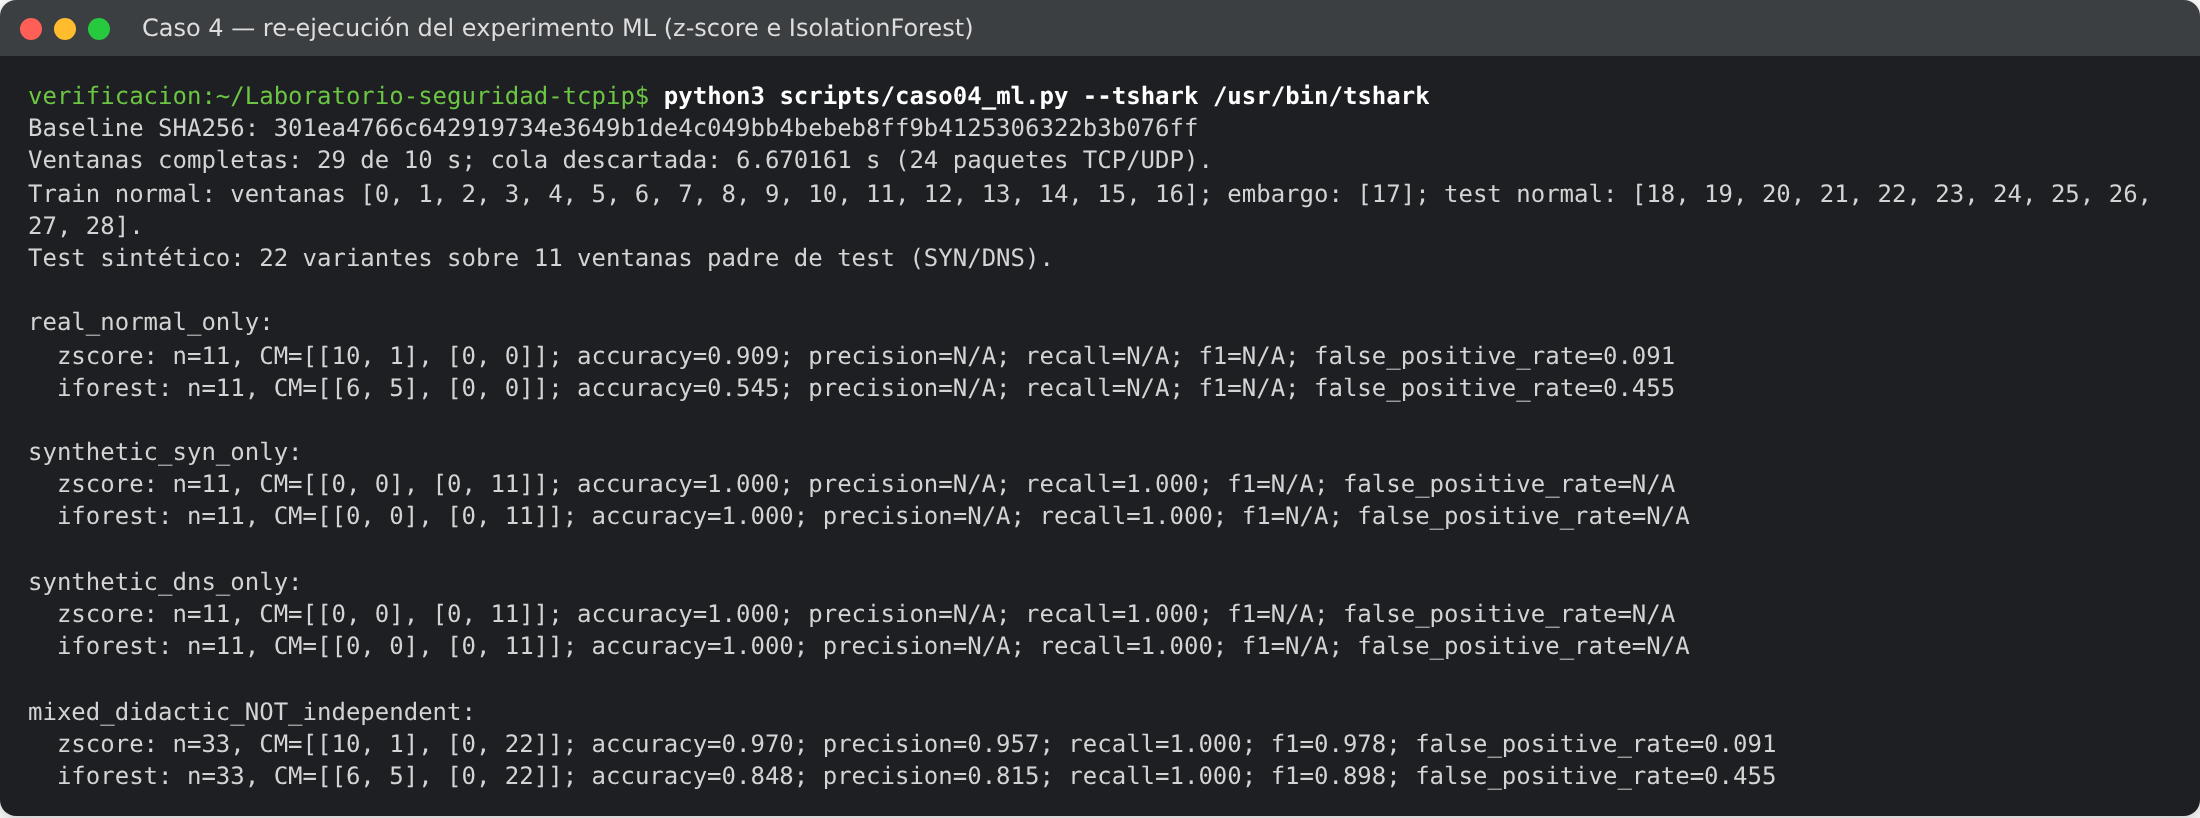 Caso 4 — re-ejecución del experimento ML (z-score e IsolationForest)
verificacion:~/Laboratorio-seguridad-tcpip$ python3 scripts/caso04_ml.py --tshark /usr/bin/tshark
Baseline SHA256: 301ea4766c642919734e3649b1de4c049bb4bebeb8ff9b4125306322b3b076ff
Ventanas completas: 29 de 10 s; cola descartada: 6.670161 s (24 paquetes TCP/UDP).
Train normal: ventanas [0, 1, 2, 3, 4, 5, 6, 7, 8, 9, 10, 11, 12, 13, 14, 15, 16]; embargo: [17]; test normal: [18, 19, 20, 21, 22, 23, 24, 25, 26,
27, 28].
Test sintético: 22 variantes sobre 11 ventanas padre de test (SYN/DNS).
real_normal_only:
  zscore: n=11, CM=[[10, 1], [0, 0]]; accuracy=0.909; precision=N/A; recall=N/A; f1=N/A; false_positive_rate=0.091
  iforest: n=11, CM=[[6, 5], [0, 0]]; accuracy=0.545; precision=N/A; recall=N/A; f1=N/A; false_positive_rate=0.455
synthetic_syn_only:
  zscore: n=11, CM=[[0, 0], [0, 11]]; accuracy=1.000; precision=N/A; recall=1.000; f1=N/A; false_positive_rate=N/A
  iforest: n=11, CM=[[0, 0], [0, 11]]; accuracy=1.000; precision=N/A; recall=1.000; f1=N/A; false_positive_rate=N/A
synthetic_dns_only:
  zscore: n=11, CM=[[0, 0], [0, 11]]; accuracy=1.000; precision=N/A; recall=1.000; f1=N/A; false_positive_rate=N/A
  iforest: n=11, CM=[[0, 0], [0, 11]]; accuracy=1.000; precision=N/A; recall=1.000; f1=N/A; false_positive_rate=N/A
mixed_didactic_NOT_independent:
  zscore: n=33, CM=[[10, 1], [0, 22]]; accuracy=0.970; precision=0.957; recall=1.000; f1=0.978; false_positive_rate=0.091
  iforest: n=33, CM=[[6, 5], [0, 22]]; accuracy=0.848; precision=0.815; recall=1.000; f1=0.898; false_positive_rate=0.455